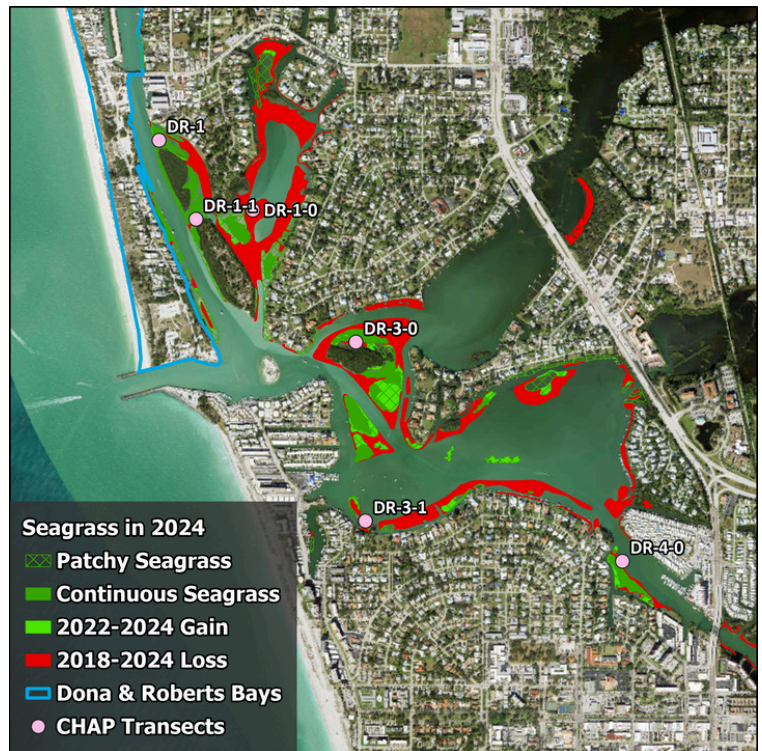 DR-1
DR-1-1
DR-1-0
DR-3-0
DR-3-1
DR-4-0
Seagrass in 2024
Patchy Seagrass
Continuous Seagrass
2022-2024 Gain
2018-2024 Loss
Dona & Roberts Bays
CHAP Transects